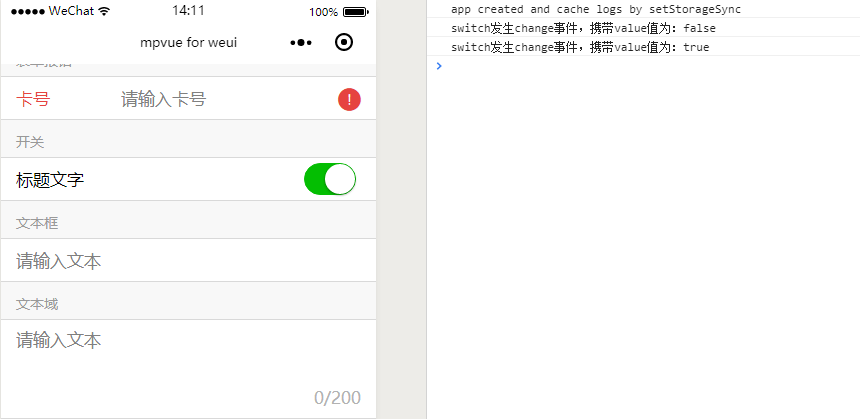 ●●●●● WeChat 14:11 100%
mpvue for weui
卡号 请输入卡号 !
开关
标题文字
文本框
请输入文本
文本域
请输入文本
0/200
app created and cache logs by setStorageSync
switch发生change事件，携带value值为：false
switch发生change事件，携带value值为：true
>